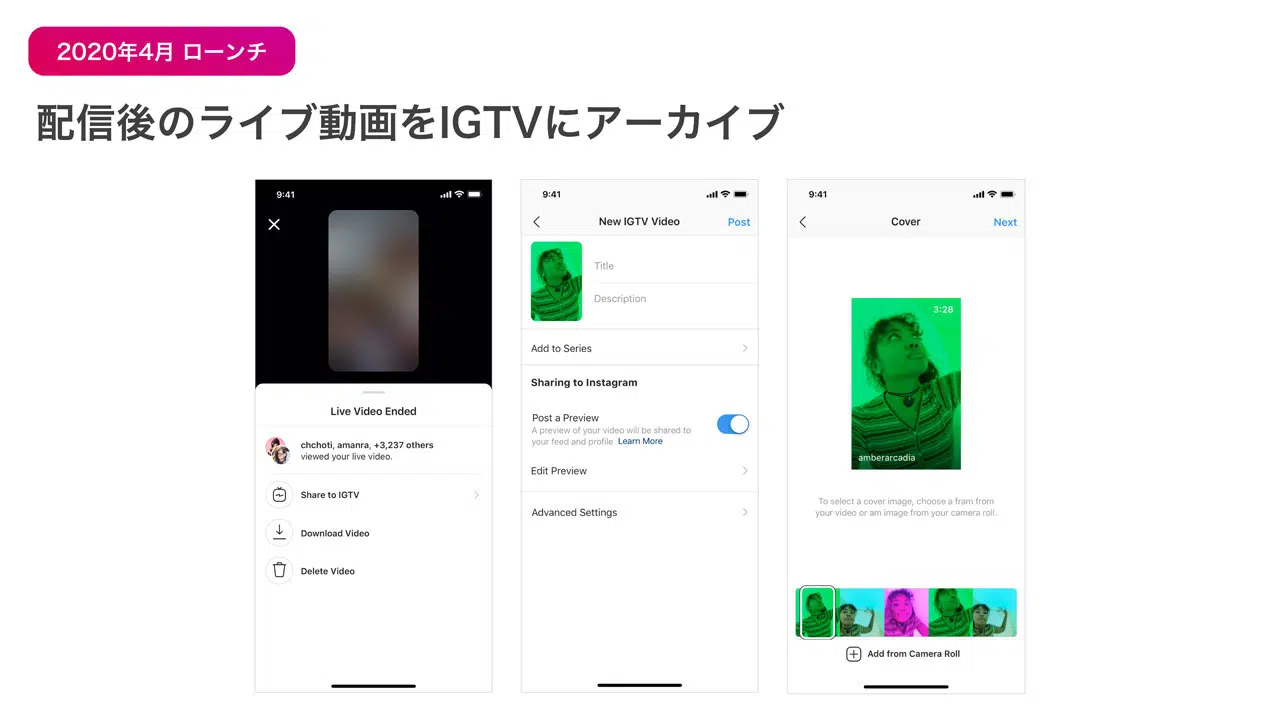 2020年4月 ローンチ
配信後のライブ動画をIGTVにアーカイブ
9:41
Live Video Ended
chchoti, amanra, +3,237 others
viewed your live video.
Share to IGTV
Download Video
Delete Video
9:41
New IGTV Video
Post
Title
Description
Add to Series
Sharing to Instagram
Post a Preview
A preview of your video will be shared to
your feed and profile Learn More
Edit Preview
Advanced Settings
9:41
Cover
Next
3:28
amberarcadia
To select a cover image, choose a fram from
your video or am image from your camera roll.
Add from Camera Roll